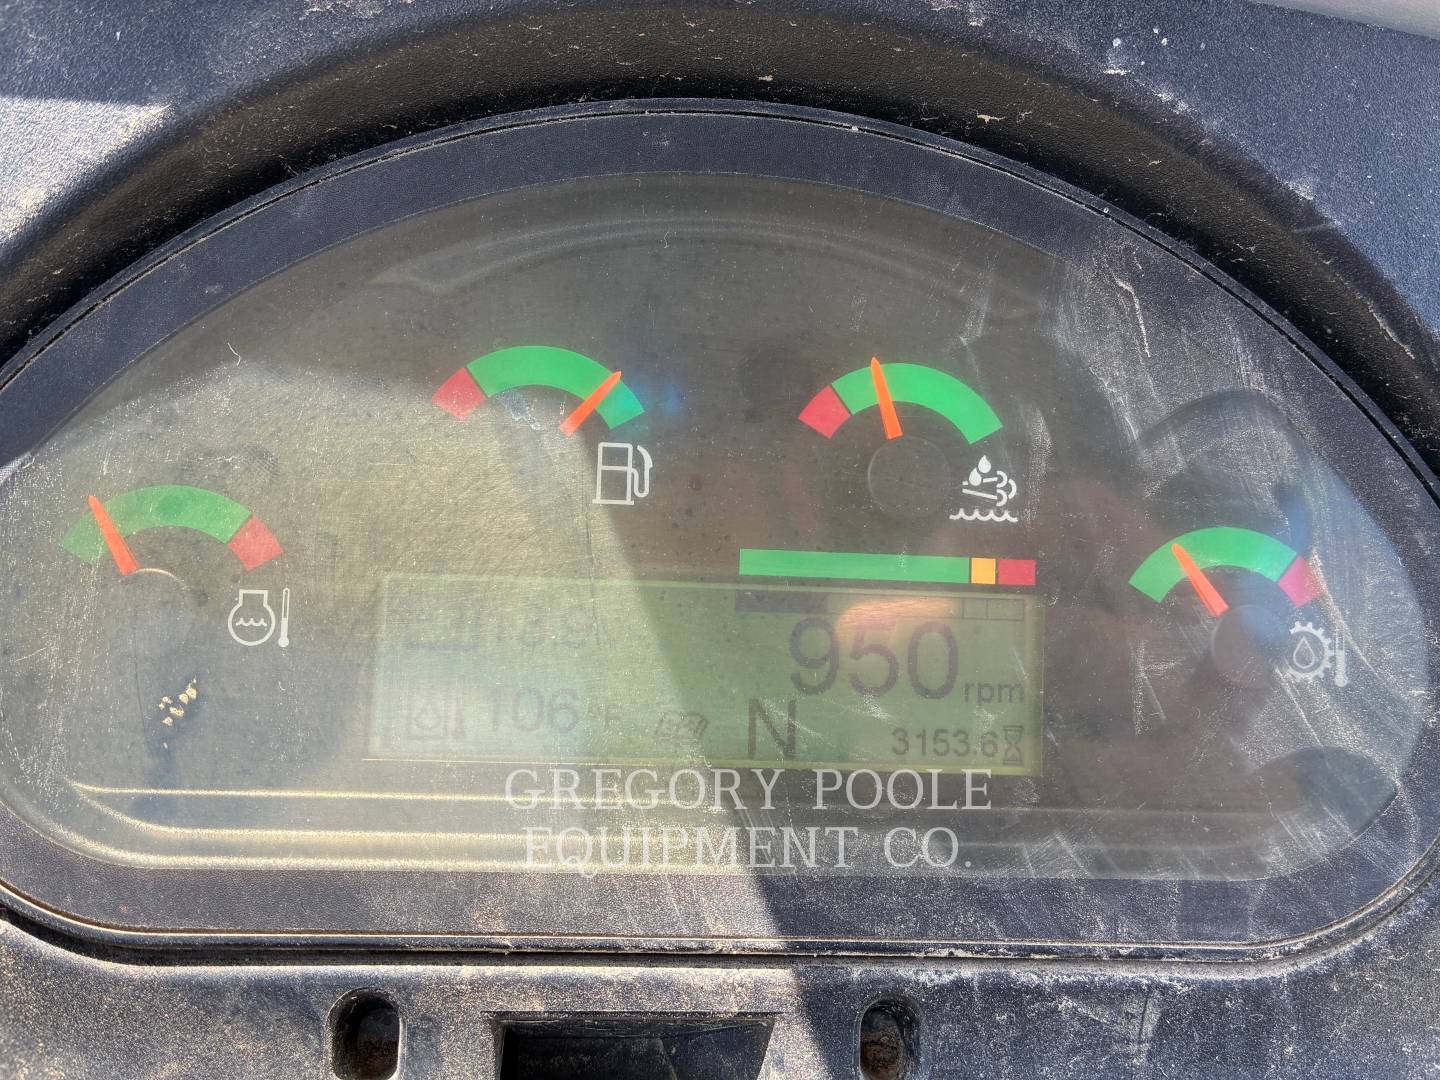 950
rpm
106 °F
N
3153.6
GREGORY POOLE
EQUIPMENT CO.